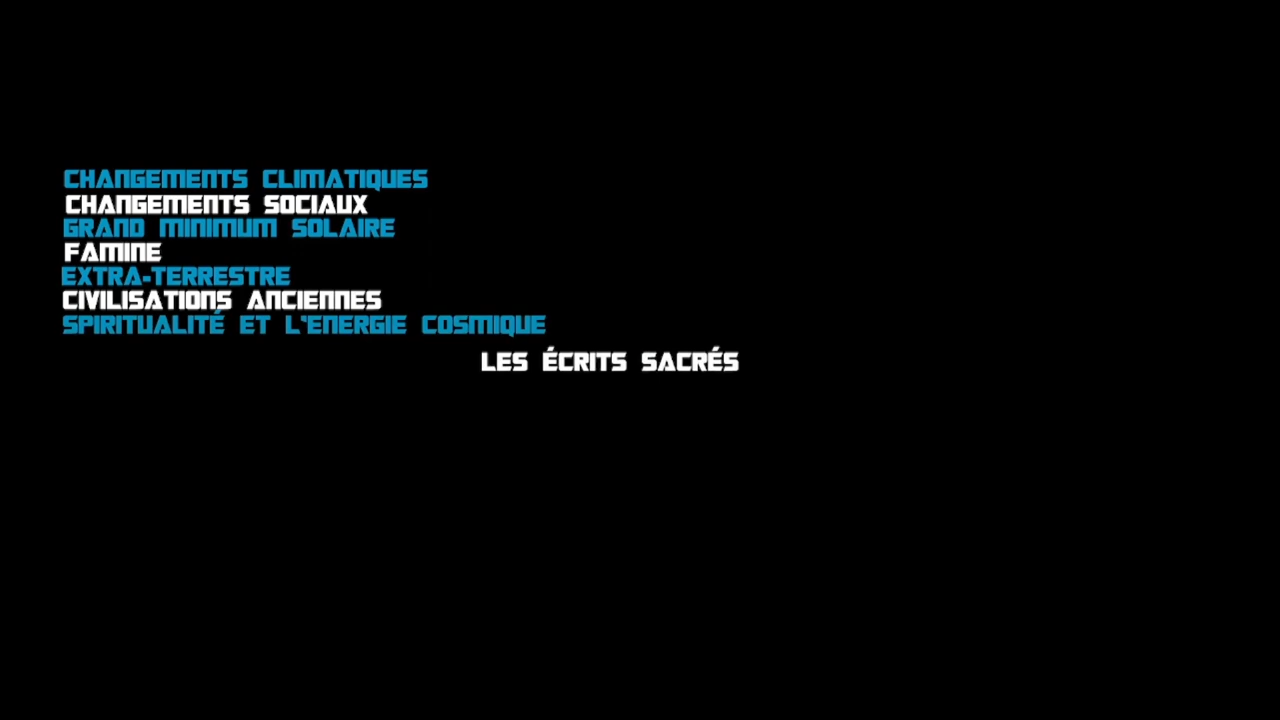 CHANGEMENTS CLIMATIQUES
CHANGEMENTS SOCIAUX
GRAND MINIMUM SOLAIRE
FAMINE
EXTRA-TERRESTRE
CIVILISATIONS ANCIENNES
SPIRITUALITÉ ET L'ENERGIE COSMIQUE
LES ÉCRITS SACRÉS